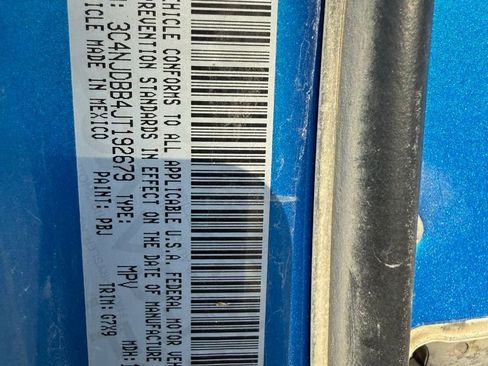 VEHICLE CONFORMS TO ALL APPLICABLE U.S.A. FEDERAL MOTOR VEH
PREVENTION STANDARDS IN EFFECT ON THE DATE OF MANUFACTURE
: 3C4NJDBB4JT192679 TYPE: MPV MDH:
VEHICLE MADE IN MEXICO PAINT: PBJ TRIM: G7X9